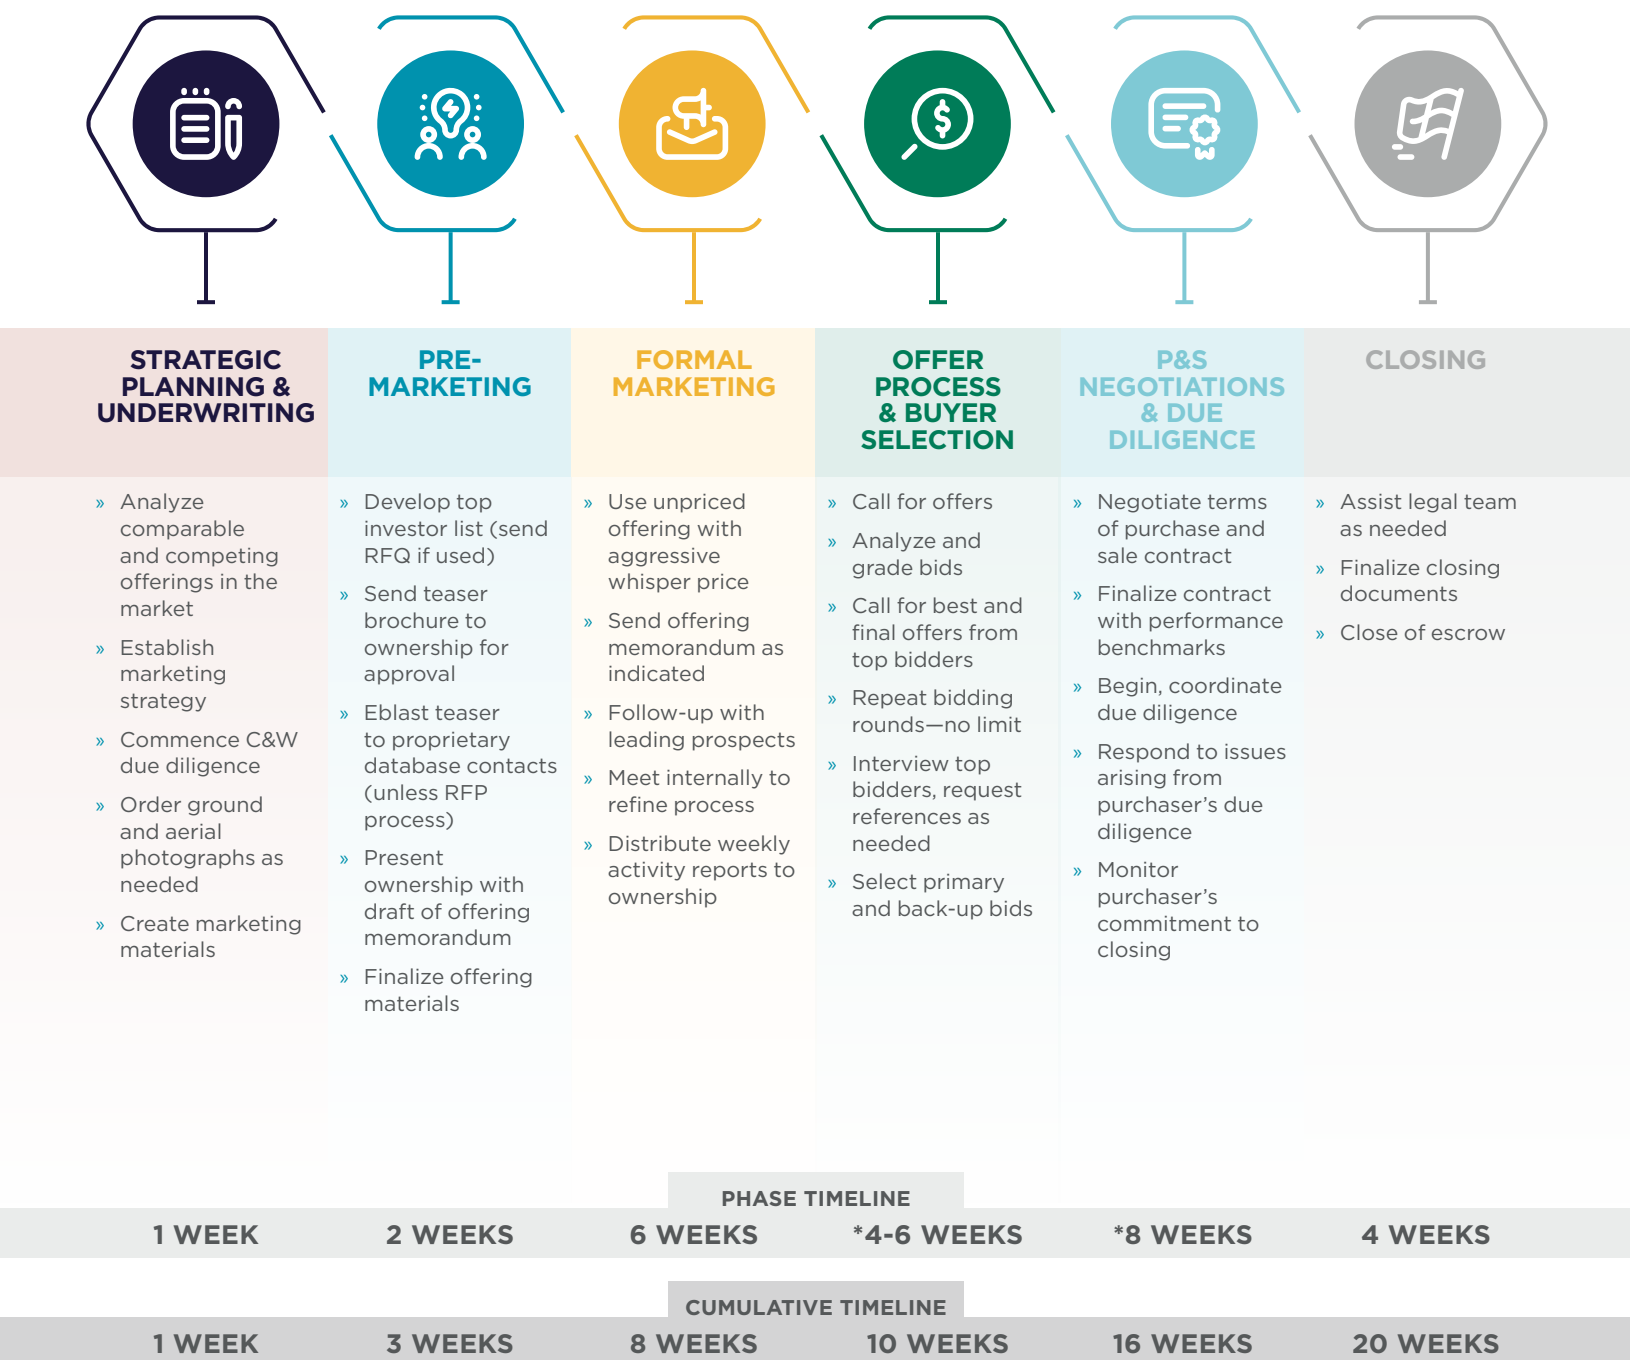 STRATEGIC
PLANNING &
UNDERWRITING
» Analyze
comparable
and competing
offerings in the
market
» Establish
marketing
strategy
» Commence C&W
due diligence
» Order ground
and aerial
photographs as
needed
» Create marketing
materials
PRE-
MARKETING
» Develop top
investor list (send
RFQ if used)
» Send teaser
brochure to
ownership for
approval
» Eblast teaser
to proprietary
database contacts
(unless RFP
process)
» Present
ownership with
draft of offering
memorandum
» Finalize offering
materials
FORMAL
MARKETING
» Use unpriced
offering with
aggressive
whisper price
» Send offering
memorandum as
indicated
» Follow-up with
leading prospects
» Meet internally to
refine process
» Distribute weekly
activity reports to
ownership
OFFER
PROCESS
& BUYER
SELECTION
» Call for offers
» Analyze and
grade bids
» Call for best and
final offers from
top bidders
» Repeat bidding
rounds—no limit
» Interview top
bidders, request
references as
needed
» Select primary
and back-up bids
P&S
NEGOTIATIONS
& DUE
DILIGENCE
» Negotiate terms
of purchase and
sale contract
» Finalize contract
with performance
benchmarks
» Begin, coordinate
due diligence
» Respond to issues
arising from
purchaser’s due
diligence
» Monitor
purchaser’s
commitment to
closing
CLOSING
» Assist legal team
as needed
» Finalize closing
documents
» Close of escrow
PHASE TIMELINE
1 WEEK 2 WEEKS 6 WEEKS *4-6 WEEKS *8 WEEKS 4 WEEKS
CUMULATIVE TIMELINE
1 WEEK 3 WEEKS 8 WEEKS 10 WEEKS 16 WEEKS 20 WEEKS